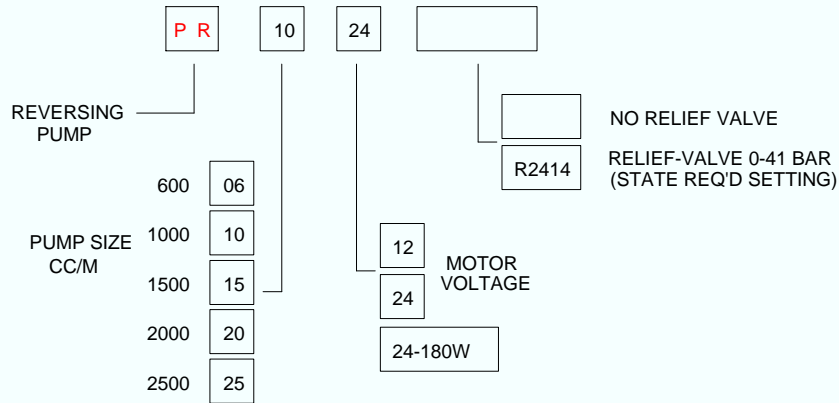 P R 10 24
REVERSING
PUMP
NO RELIEF VALVE
R2414
RELIEF-VALVE 0-41 BAR
(STATE REQ'D SETTING)
PUMP SIZE
CC/M
600 06
1000 10
1500 15
2000 20
2500 25
12
24
24-180W
MOTOR
VOLTAGE